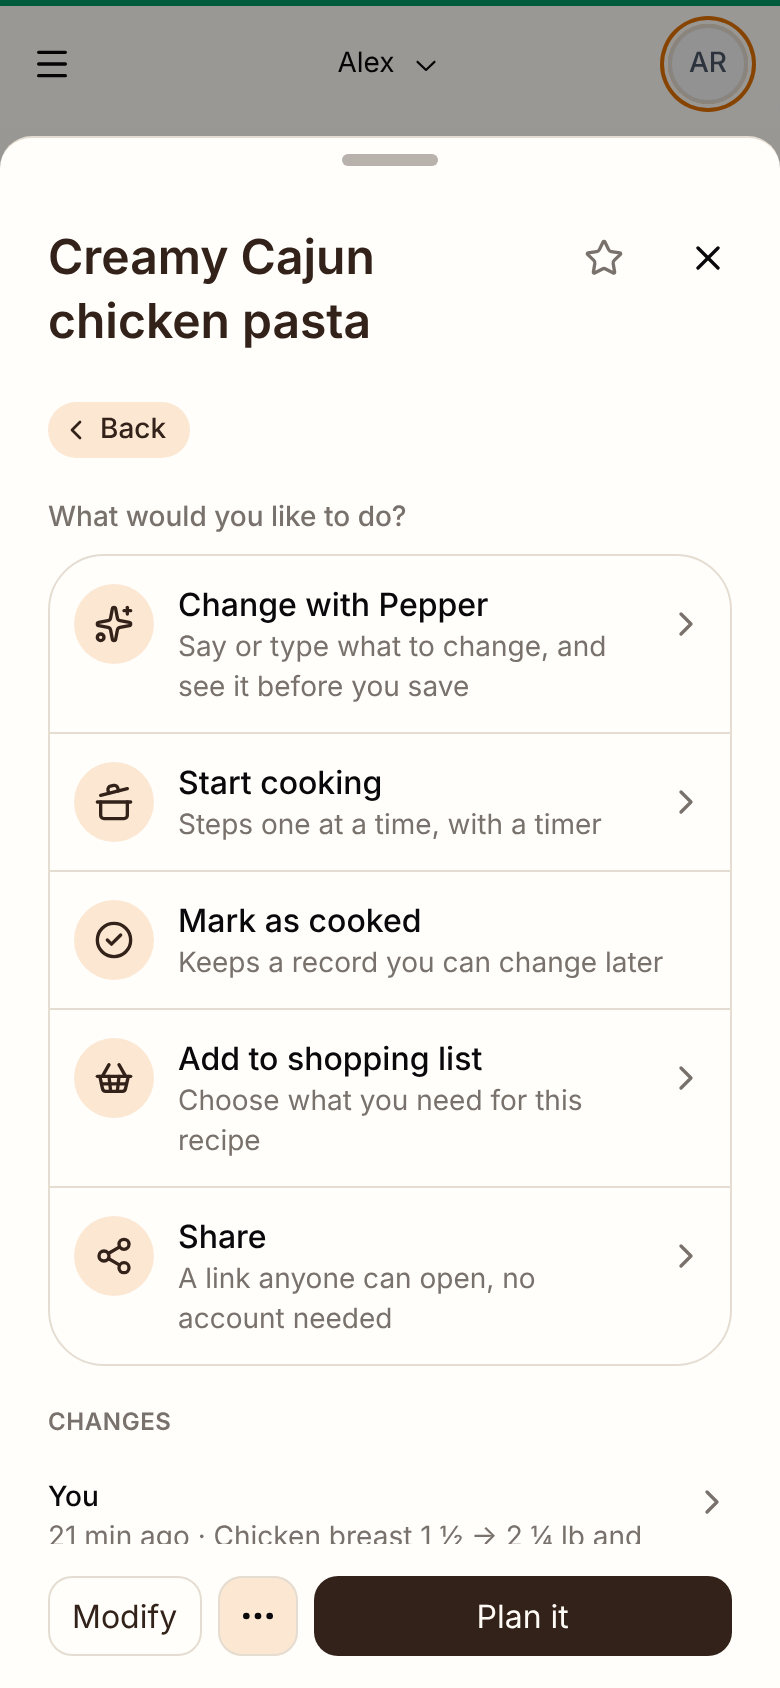 Alex
AR
Creamy Cajun
chicken pasta
Back
What would you like to do?
Change with Pepper
Say or type what to change, and
see it before you save
Start cooking
Steps one at a time, with a timer
Mark as cooked
Keeps a record you can change later
Add to shopping list
Choose what you need for this
recipe
Share
A link anyone can open, no
account needed
CHANGES
You
21 min ago · Chicken breast 1 ½ → 2 ¼ lb and
Modify
Plan it